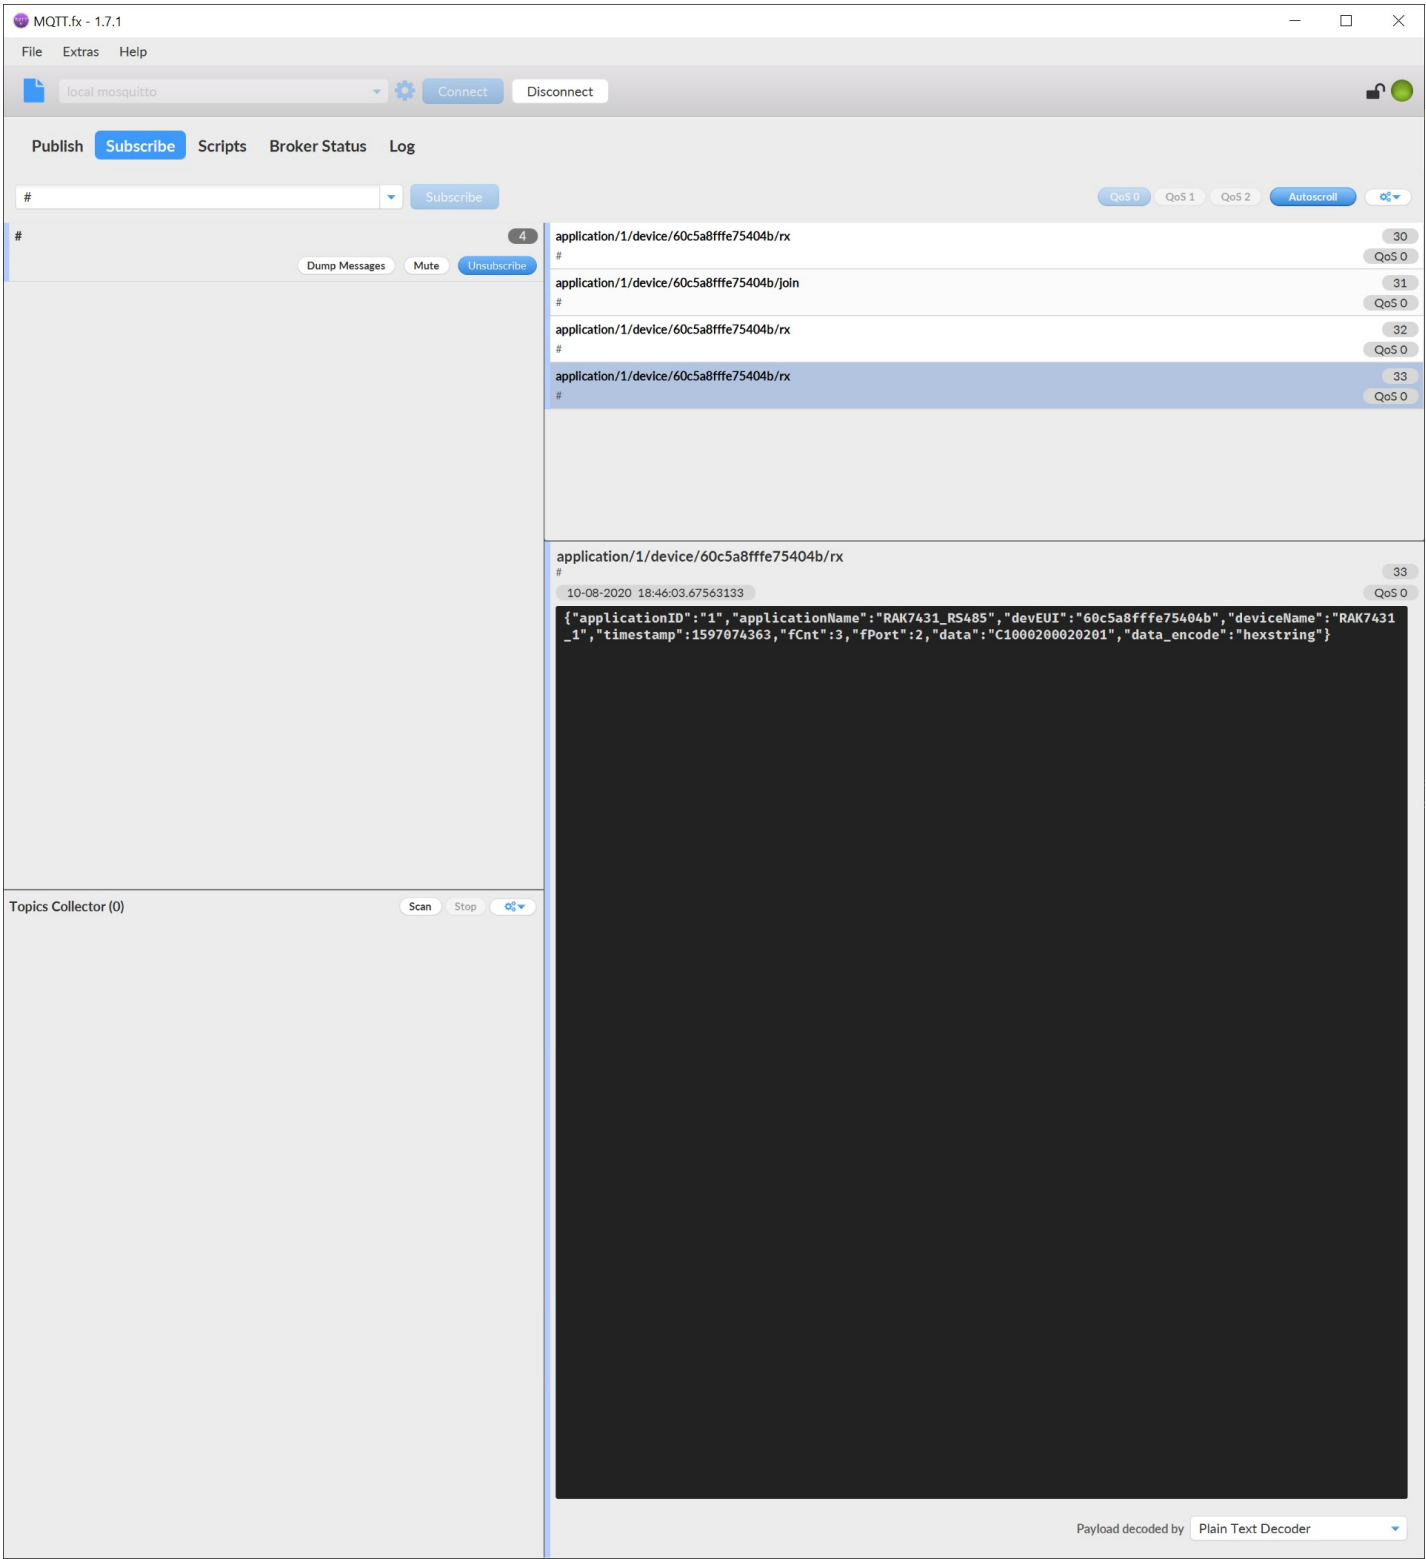 MQTT.fx - 1.7.1
File Extras Help
local mosquitto Connect Disconnect
Publish Subscribe Scripts Broker Status Log
# Subscribe QoS 0 QoS 1 QoS 2 Autoscroll
# 4
Dump Messages Mute Unsubscribe
application/1/device/60c5a8fffe75404b/rx 30
# QoS 0
application/1/device/60c5a8fffe75404b/join 31
# QoS 0
application/1/device/60c5a8fffe75404b/rx 32
# QoS 0
application/1/device/60c5a8fffe75404b/rx 33
# QoS 0
application/1/device/60c5a8fffe75404b/rx
# 33
10-08-2020 18:46:03.67563133 QoS 0
{"applicationID":"1","applicationName":"RAK7431_RS485","devEUI":"60c5a8fffe75404b","deviceName":"RAK7431
_1","timestamp":1597074363,"fCnt":3,"fPort":2,"data":"C1000200020201","data_encode":"hexstring"}
Topics Collector (0) Scan Stop
Payload decoded by Plain Text Decoder